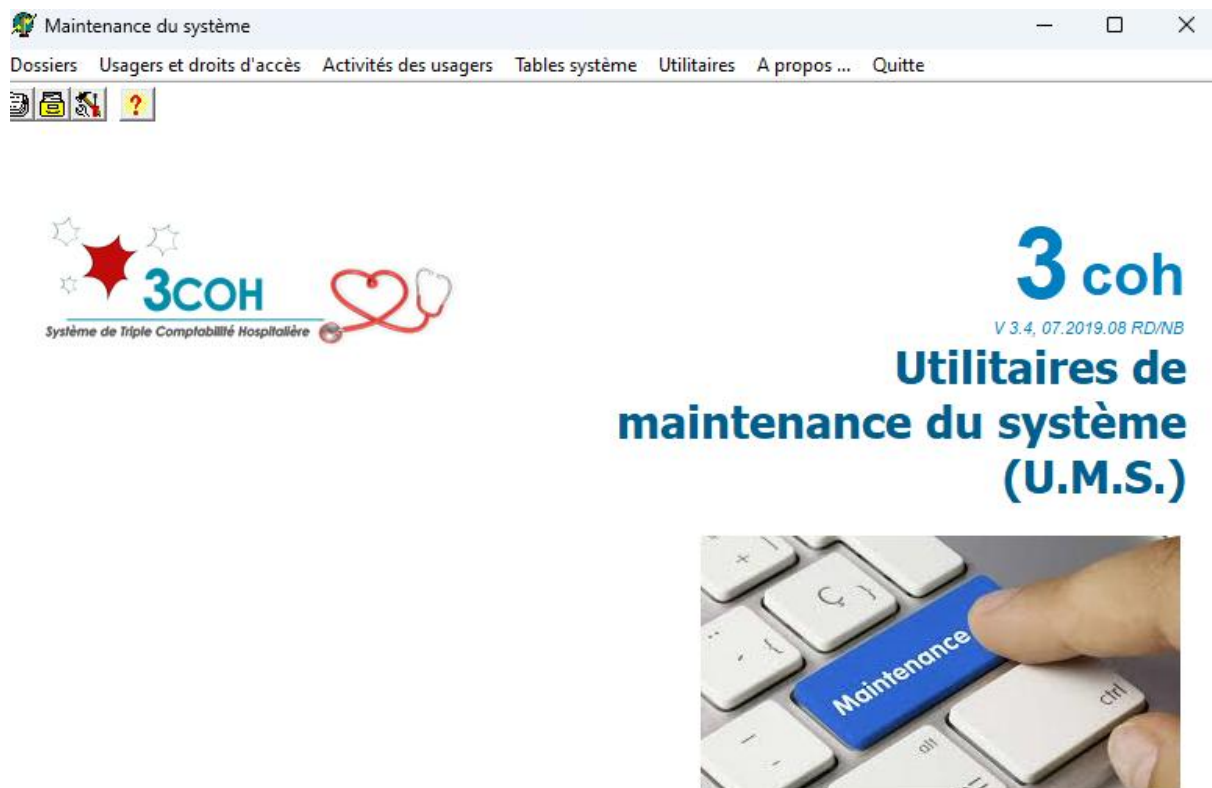 Maintenance du système
Dossiers Usagers et droits d'accès Activités des usagers Tables système Utilitaires A propos ... Quitte
?
3COH
Système de Triple Comptabilité Hospitalière
3 coh
V 3.4, 07.2019.08 RD/NB
Utilitaires de
maintenance du système
(U.M.S.)
Ç
Maintenance
ctrl
alt